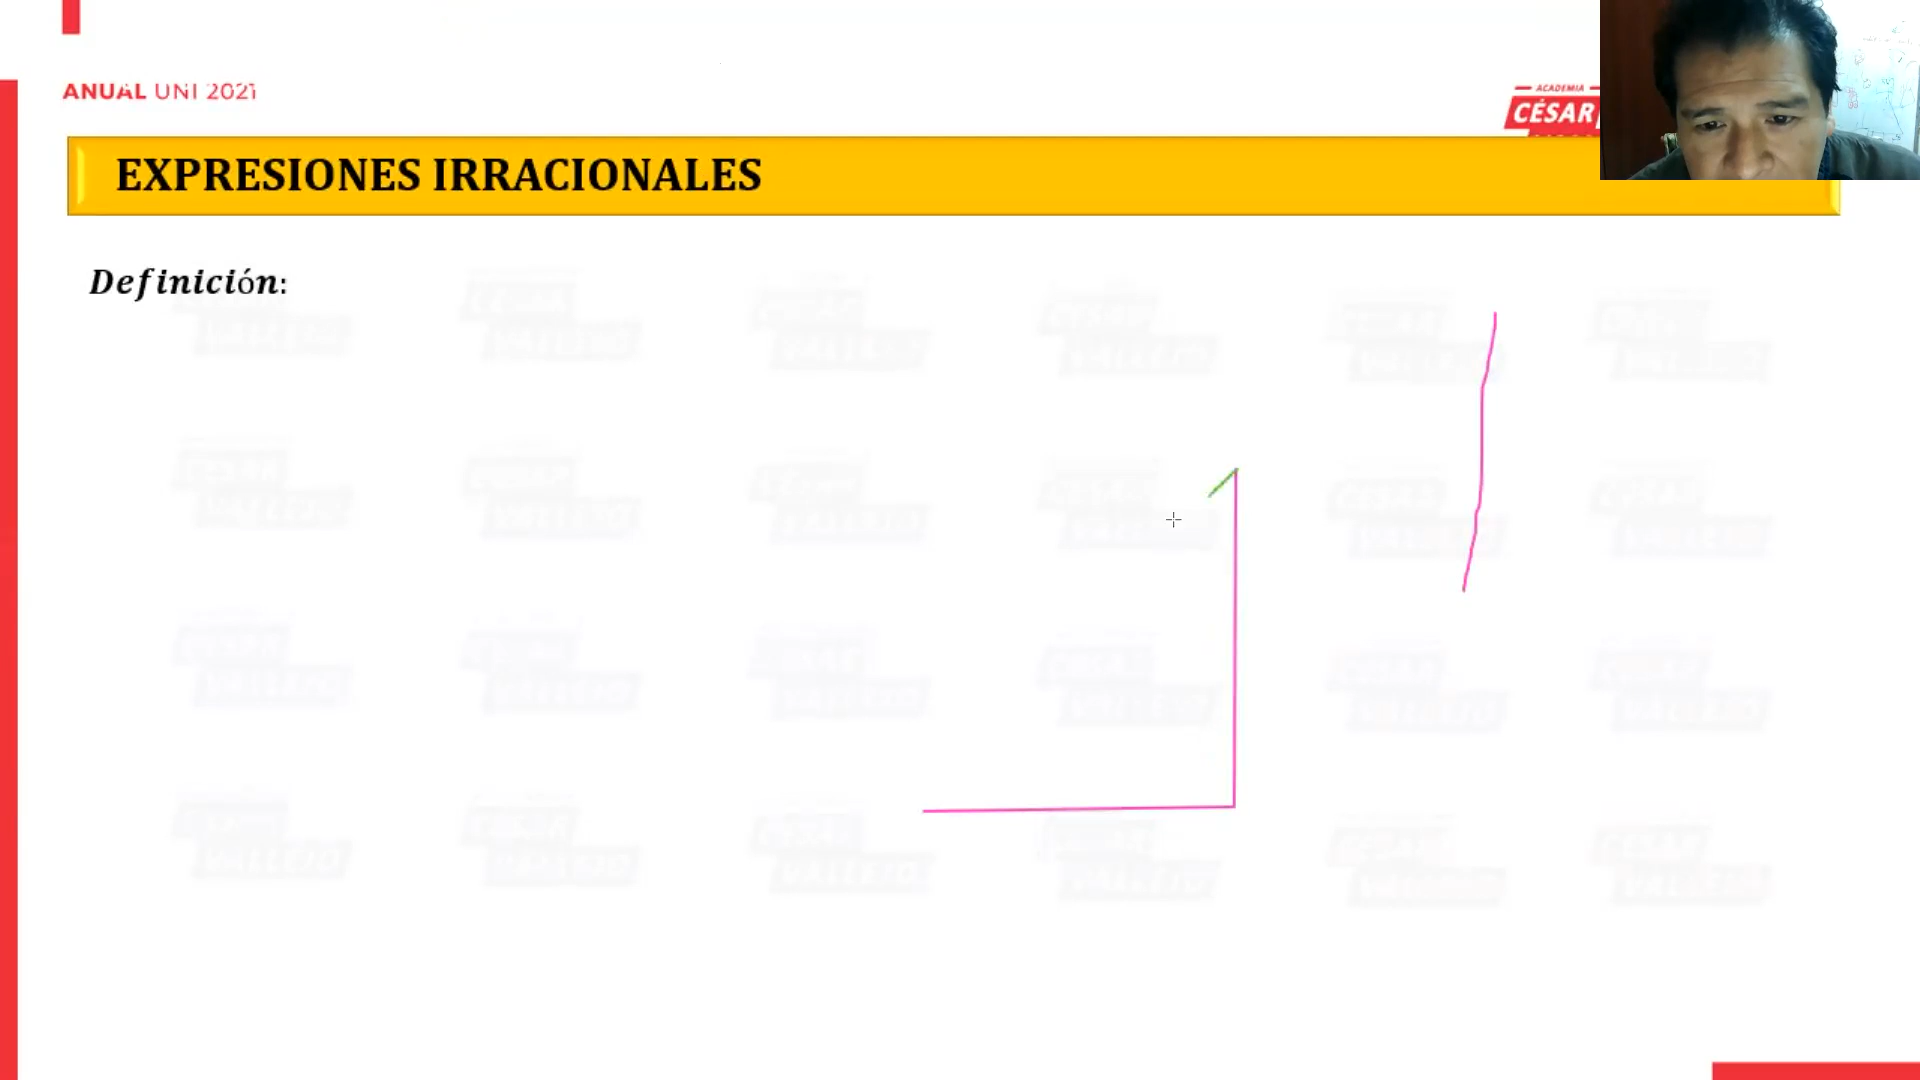 ANUAL UNI 2021
ACADEMIA
CÉSAR
EXPRESIONES IRRACIONALES
Definición: